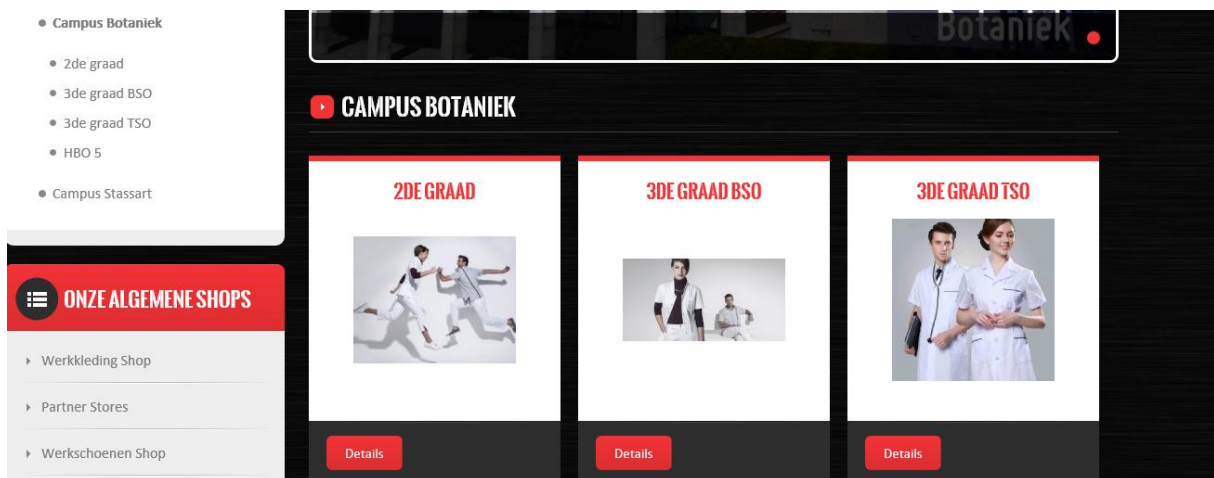 Campus Botaniek
2de graad
3de graad BSO
3de graad TSO
HBO 5
Campus Stassart
ONZE ALGEMENE SHOPS
Werkkleding Shop
Partner Stores
Werkschoenen Shop
Botaniek
CAMPUS BOTANIEK
2DE GRAAD
Details
3DE GRAAD BSO
Details
3DE GRAAD TSO
Details